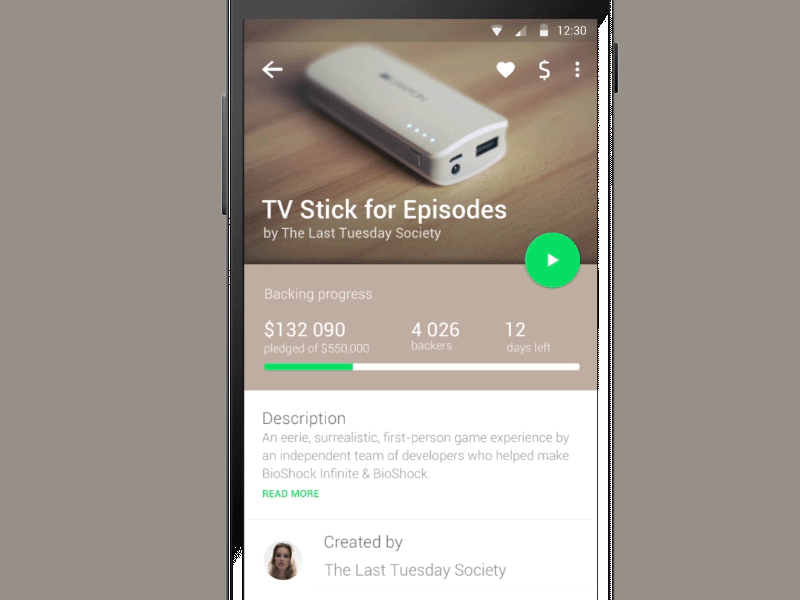 12:30
TV Stick for Episodes
by The Last Tuesday Society
Backing progress
$132 090
4 026
12
pledged of $550,000
backers
days left
Description
An eerie, surrealistic, first-person game experience by
an independent team of developers who helped make
BioShock Infinite & BioShock.
READ MORE
Created by
The Last Tuesday Society